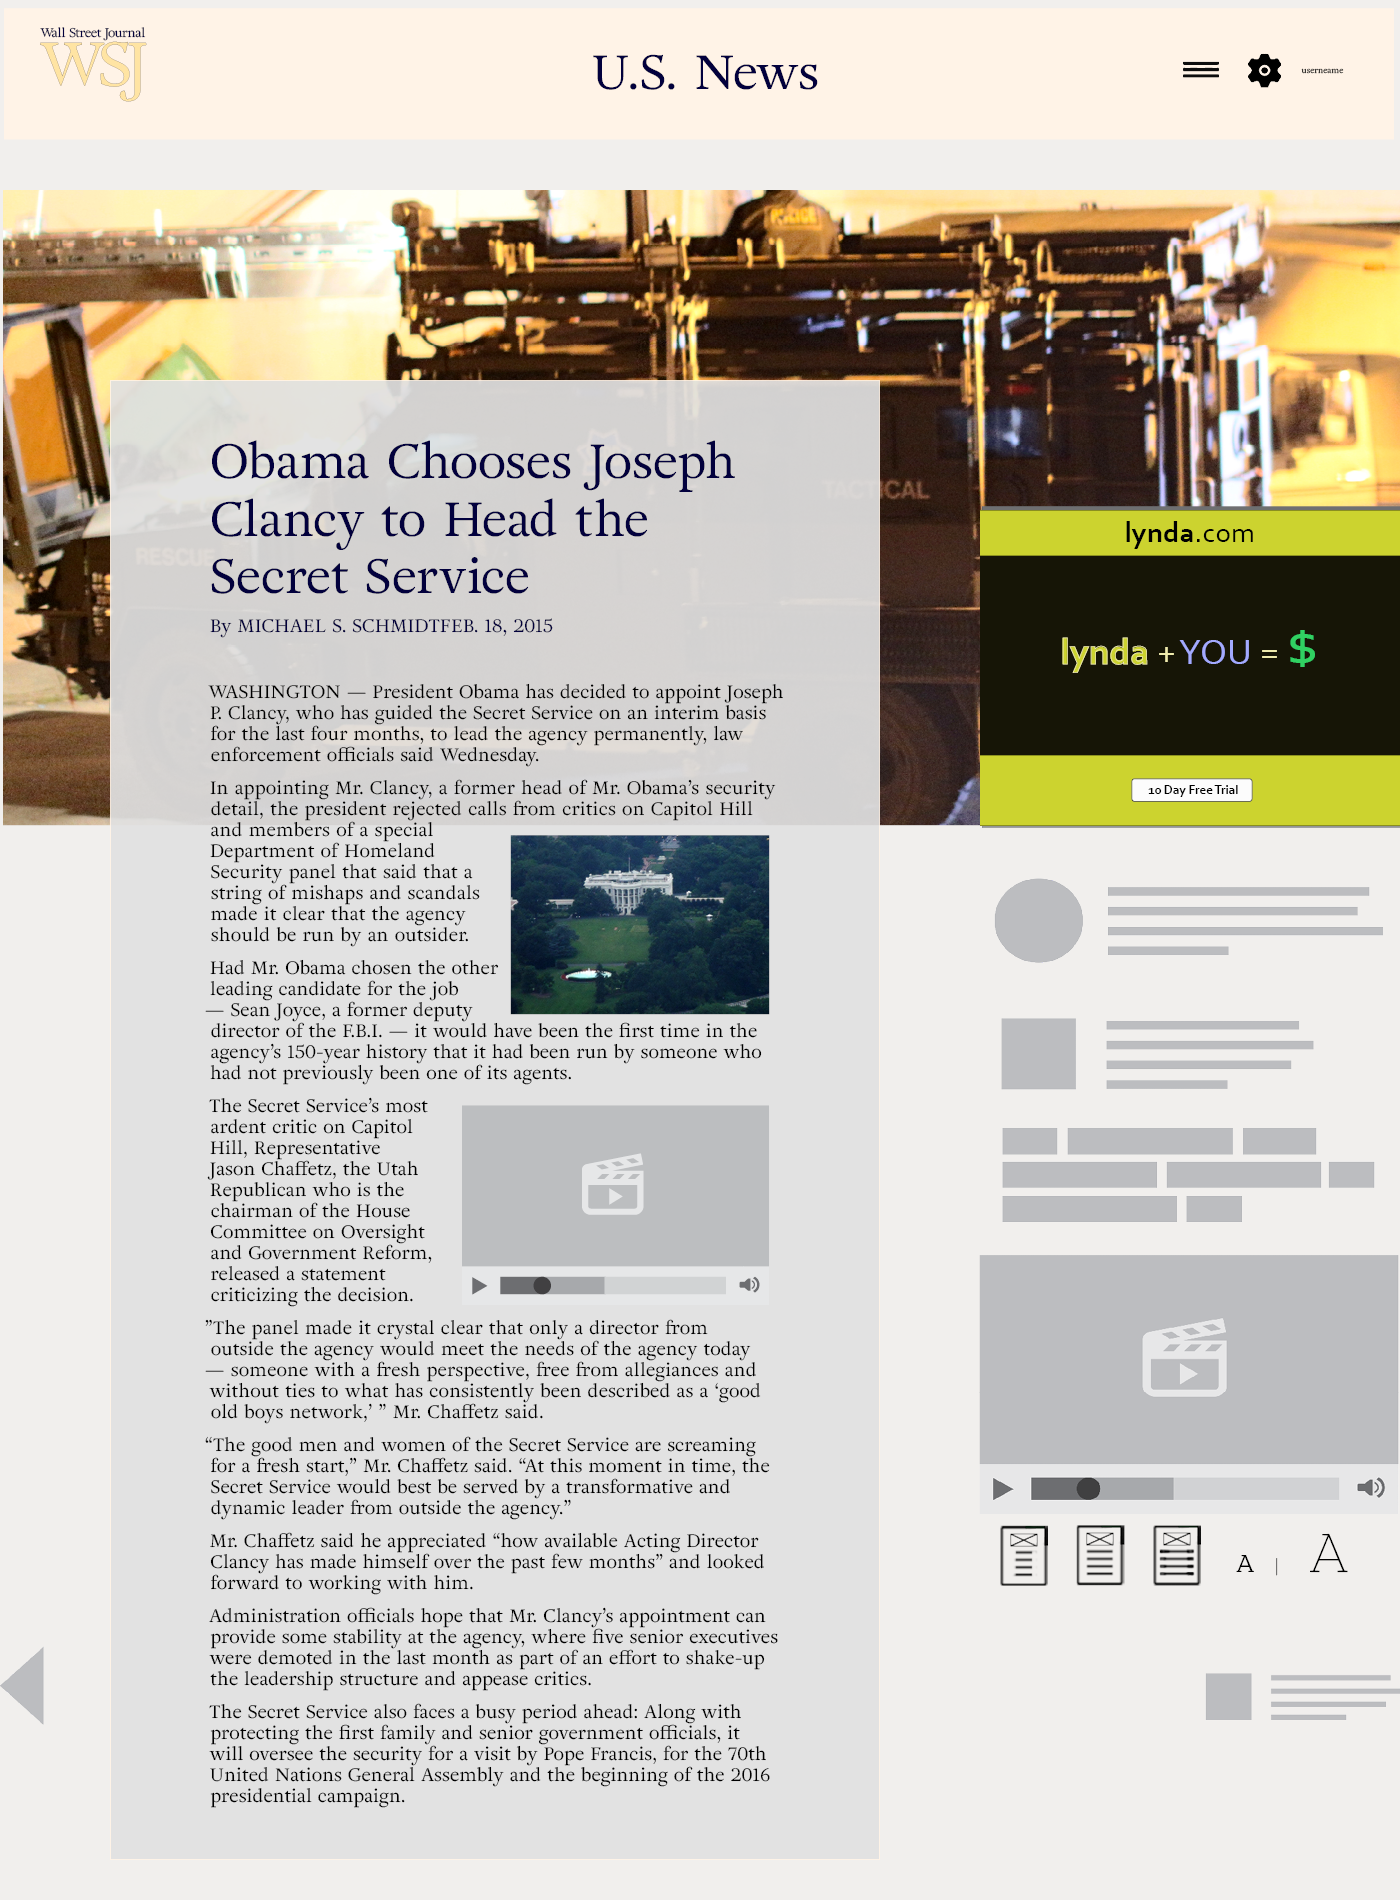 Wall Street Journal
WSJ
U.S. News
userneame
POLICE
TACTICAL
RESCUE
Obama Chooses Joseph
Clancy to Head the
Secret Service
By MICHAEL S. SCHMIDTFEB. 18, 2015
WASHINGTON — President Obama has decided to appoint Joseph
P. Clancy, who has guided the Secret Service on an interim basis
for the last four months, to lead the agency permanently, law
enforcement officials said Wednesday.
In appointing Mr. Clancy, a former head of Mr. Obama’s security
detail, the president rejected calls from critics on Capitol Hill
and members of a special
Department of Homeland
Security panel that said that a
string of mishaps and scandals
made it clear that the agency
should be run by an outsider.
Had Mr. Obama chosen the other
leading candidate for the job
— Sean Joyce, a former deputy
director of the F.B.I. — it would have been the first time in the
agency’s 150-year history that it had been run by someone who
had not previously been one of its agents.
The Secret Service’s most
ardent critic on Capitol
Hill, Representative
Jason Chaffetz, the Utah
Republican who is the
chairman of the House
Committee on Oversight
and Government Reform,
released a statement
criticizing the decision.
”The panel made it crystal clear that only a director from
outside the agency would meet the needs of the agency today
— someone with a fresh perspective, free from allegiances and
without ties to what has consistently been described as a ‘good
old boys network,’ ” Mr. Chaffetz said.
“The good men and women of the Secret Service are screaming
for a fresh start,” Mr. Chaffetz said. “At this moment in time, the
Secret Service would best be served by a transformative and
dynamic leader from outside the agency.”
Mr. Chaffetz said he appreciated “how available Acting Director
Clancy has made himself over the past few months” and looked
forward to working with him.
Administration officials hope that Mr. Clancy’s appointment can
provide some stability at the agency, where five senior executives
were demoted in the last month as part of an effort to shake-up
the leadership structure and appease critics.
The Secret Service also faces a busy period ahead: Along with
protecting the first family and senior government officials, it
will oversee the security for a visit by Pope Francis, for the 70th
United Nations General Assembly and the beginning of the 2016
presidential campaign.
lynda.com
lynda + YOU = $
10 Day Free Trial
A | A